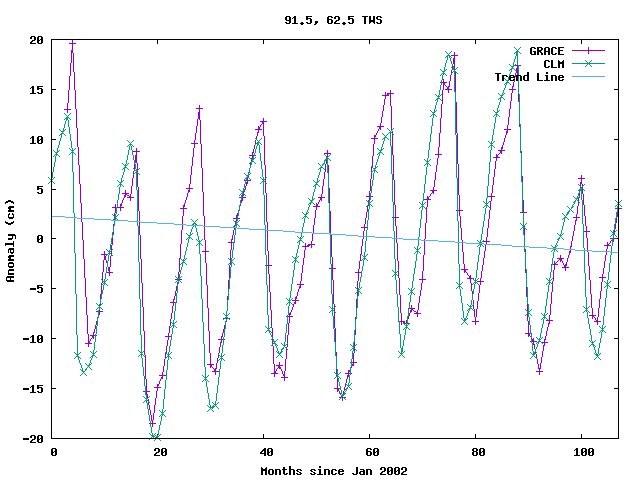 91.5, 62.5 TWS
GRACE
CLM
Trend Line
20
15
10
5
0
-5
-10
-15
-20
Anomaly (cm)
0 20 40 60 80 100
Months since Jan 2002